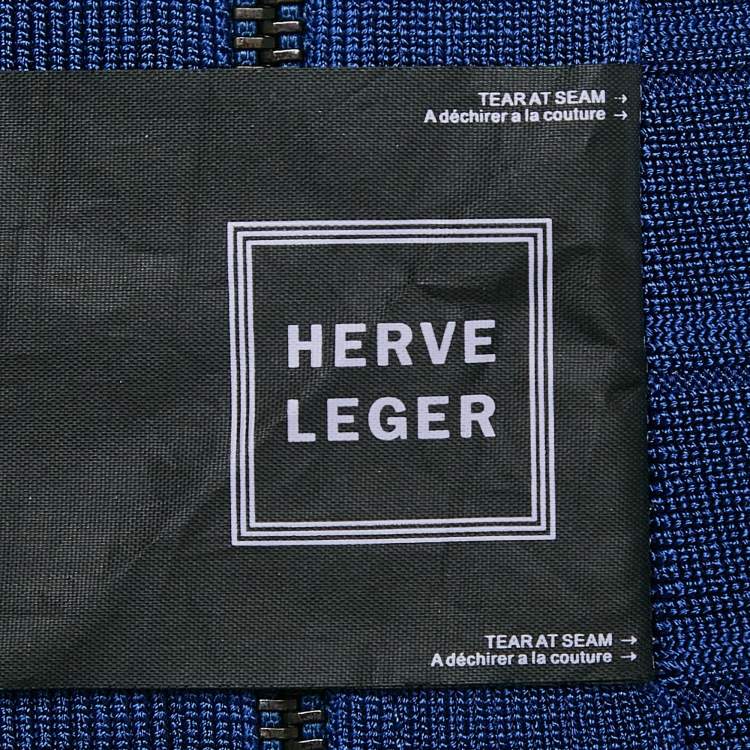 TEAR AT SEAM →
A déchirer a la couture →
HERVE
LEGER
TEAR AT SEAM →
A déchirer a la couture →